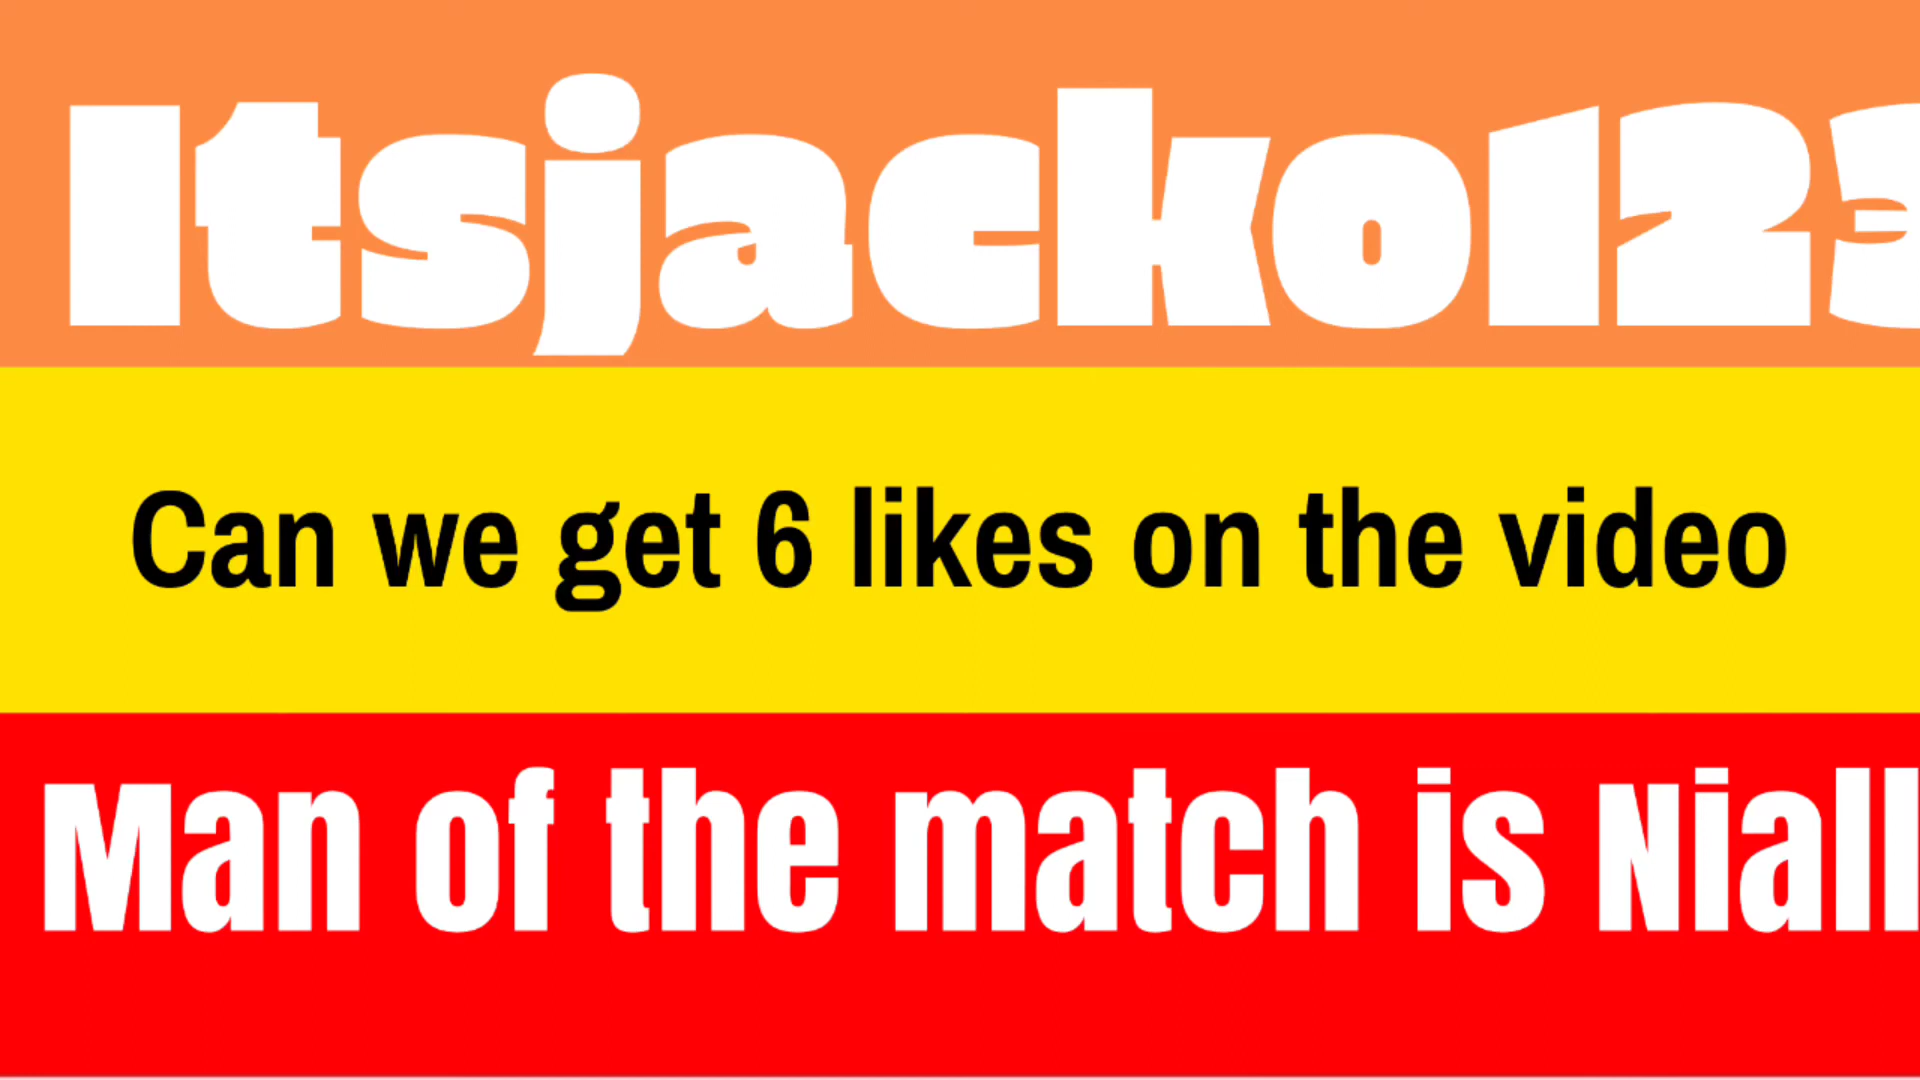 Itsjacko123
Can we get 6 likes on the video
Man of the match is Niall